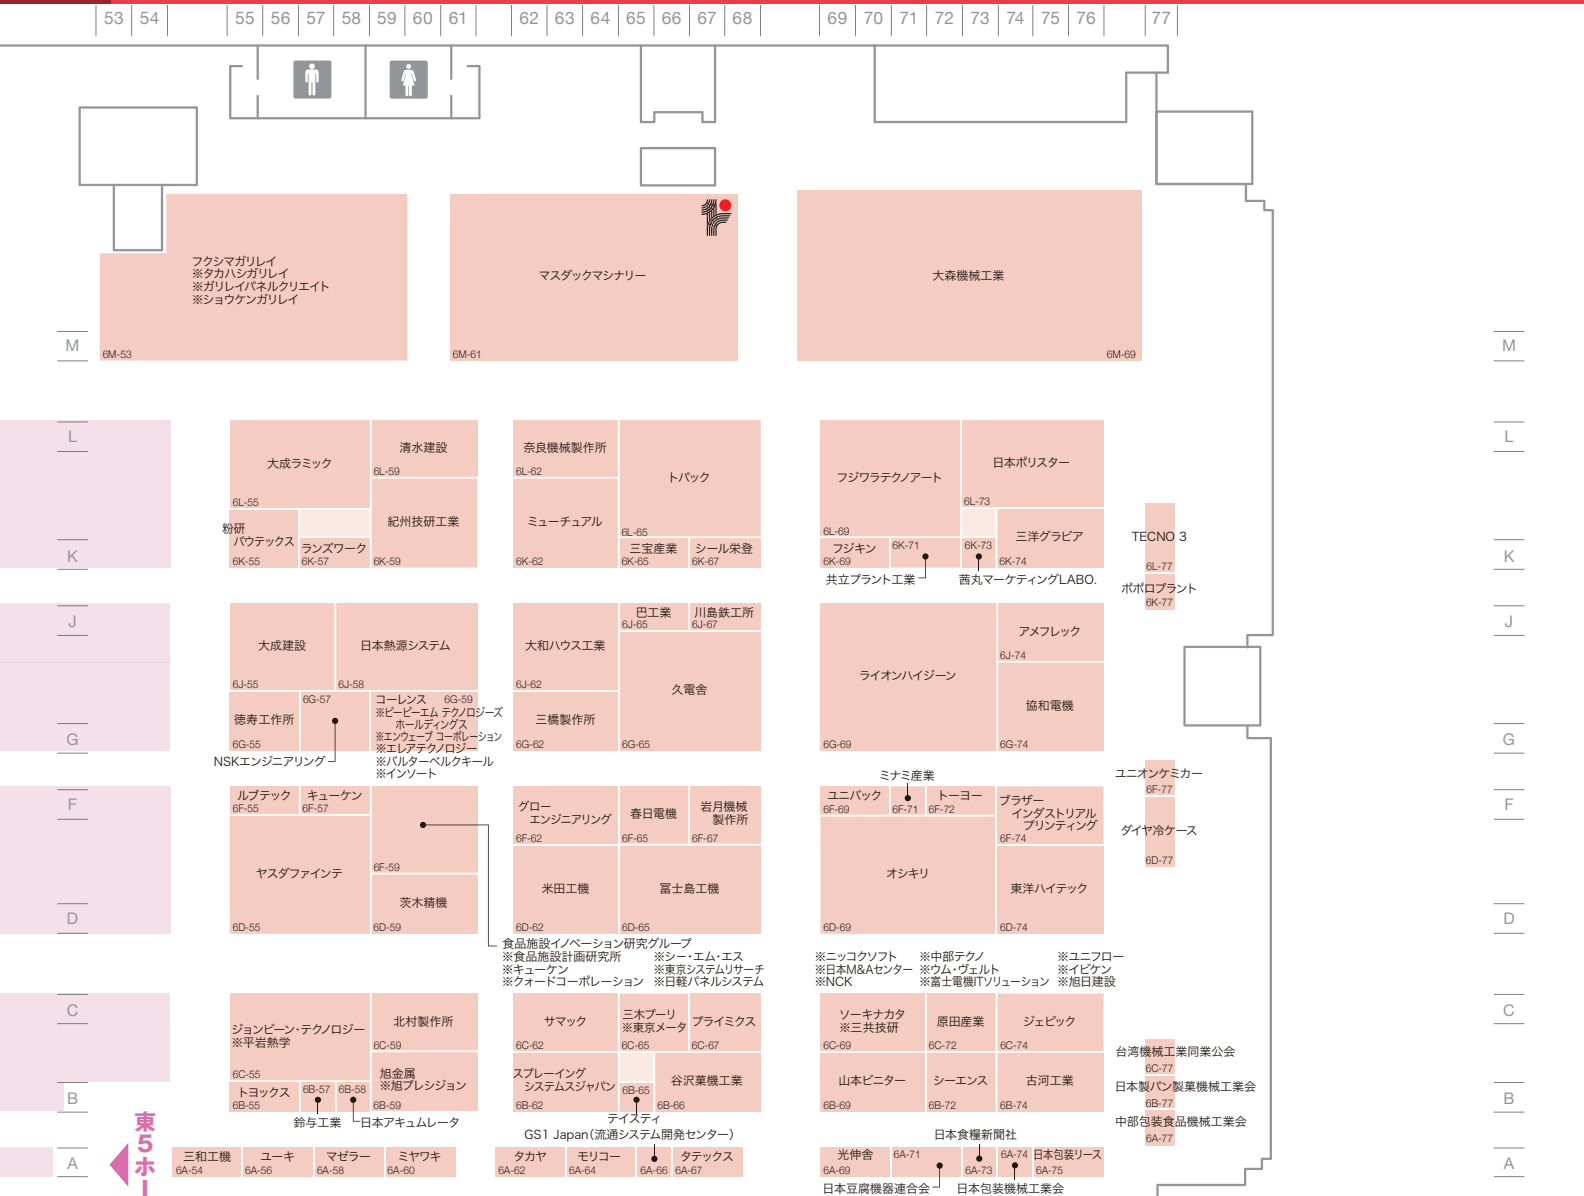 53 54 55 56 57 58 59 60 61 62 63 64 65 66 67 68 69 70 71 72 73 74 75 76 77
フクシマガリレイ
※タカハシガリレイ
※ガリレイパネルクリエイト
※ショウケンガリレイ
6M-53
マスダックマシナリー
6M-61
大森機械工業
6M-69
M
M
L
L
大成ラミック
6L-55
清水建設
6L-59
奈良機械製作所
6L-62
トパック
6L-65
フジワラテクノアート
6L-69
日本ポリスター
6L-73
粉研
パウテックス
6K-55
ランズワーク
6K-57
紀州技研工業
6K-59
ミューチュアル
6K-62
三宝産業
6K-65
シール栄登
6K-67
フジキン
6K-69
6K-71
共立プラント工業
6K-73
茜丸マーケティングLABO.
三洋グラビア
6K-74
TECNO 3
6L-77
ポポロプラント
6K-77
K
K
J
J
大成建設
6J-55
日本熱源システム
6J-58
大和ハウス工業
6J-62
巴工業
6J-65
川島鉄工所
6J-67
ライオンハイジーン
6G-69
アメフレック
6J-74
徳寿工作所
6G-55
6G-57
NSKエンジニアリング
コーレンス 6G-59
※ピーピーエム テクノロジーズ
ホールディングス
※エンウェーブ コーポレーション
※エレアテクノロジー
※バルターベルクキール
※インソート
三橋製作所
6G-62
久電舎
6G-65
協和電機
6G-74
G
G
F
F
ルブテック
6F-55
キューケン
6F-57
6F-59
グロー
エンジニアリング
6F-62
春日電機
6F-65
岩月機械
製作所
6F-67
ユニパック
6F-69
ミナミ産業
6F-71
トーヨー
6F-72
ブラザー
インダストリアル
プリンティング
6F-74
ユニオンケミカー
6F-77
ダイヤ冷ケース
6D-77
ヤスダファインテ
6D-55
茨木精機
6D-59
米田工機
6D-62
冨士島工機
6D-65
オシキリ
6D-69
東洋ハイテック
6D-74
D
D
食品施設イノベーション研究グループ
※食品施設計画研究所 ※シー・エム・エス ※ニッコクソフト ※中部テクノ ※ユニフロー
※キューケン ※東京システムリサーチ ※日本M&Aセンター ※ウム・ヴェルト ※イビケン
※クォードコーポレーション ※日軽パネルシステム ※NCK ※富士電機ITソリューション ※旭日建設
C
C
ジョンビーン・テクノロジー
※平岩熱学
6C-55
北村製作所
6C-59
サマック
6C-62
三木プーリ
※東京メータ
6C-65
プライミクス
6C-67
ソーキナカタ
※三共技研
6C-69
原田産業
6C-72
ジェピック
6C-74
台湾機械工業同業公会
6C-77
トヨックス
6B-55
6B-57
鈴与工業
6B-58
日本アキュムレータ
旭金属
※旭プレシジョン
6B-59
スプレーイング
システムスジャパン
6B-62
6B-65
テイスティ
谷沢菓機工業
6B-66
山本ビニター
6B-69
シーエンス
6B-72
古河工業
6B-74
日本製パン製菓機械工業会
6B-77
中部包装食品機械工業会
6A-77
B
B
東5ホー
A
A
三和工機
6A-54
ユーキ
6A-56
マゼラー
6A-58
ミヤワキ
6A-60
GS1 Japan(流通システム開発センター)
タカヤ
6A-62
モリコー
6A-64
6A-66
タテックス
6A-67
光伸舎
6A-69
6A-71
日本豆腐機器連合会
日本食糧新聞社
6A-73
6A-74
日本包装機械工業会
日本包装リース
6A-75